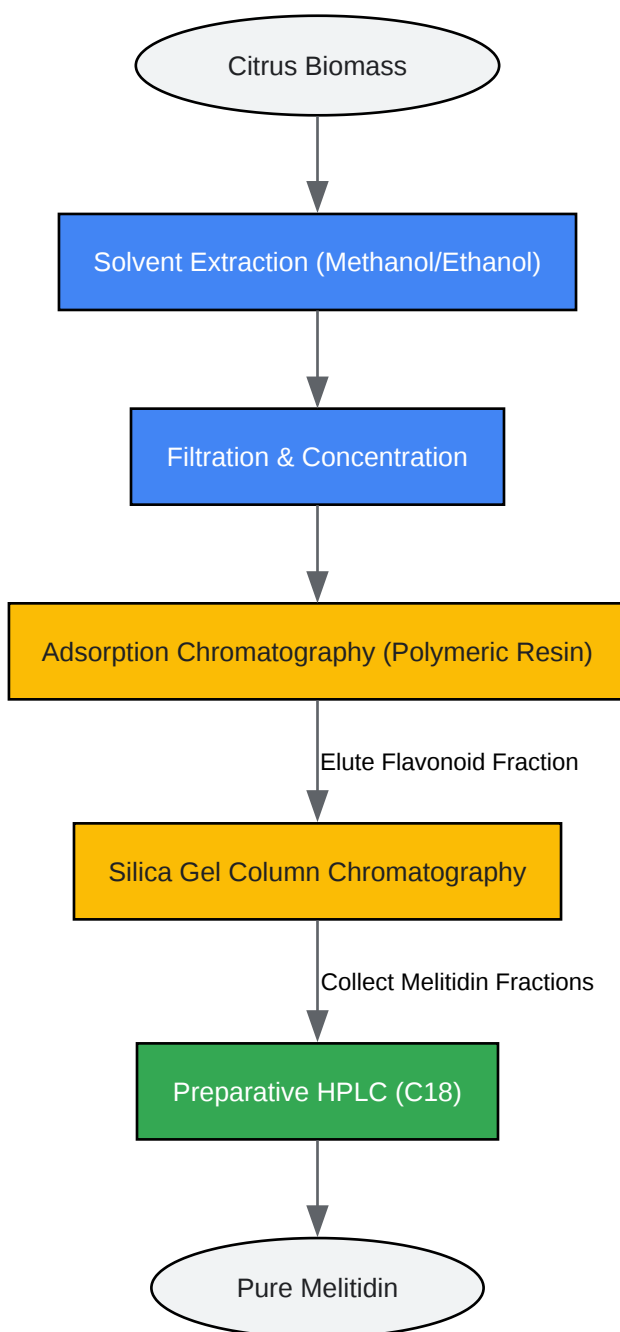 Citrus Biomass
Solvent Extraction (Methanol/Ethanol)
Filtration & Concentration
Adsorption Chromatography (Polymeric Resin)
Elute Flavonoid Fraction
Silica Gel Column Chromatography
Collect Melitidin Fractions
Preparative HPLC (C18)
Pure Melitidin